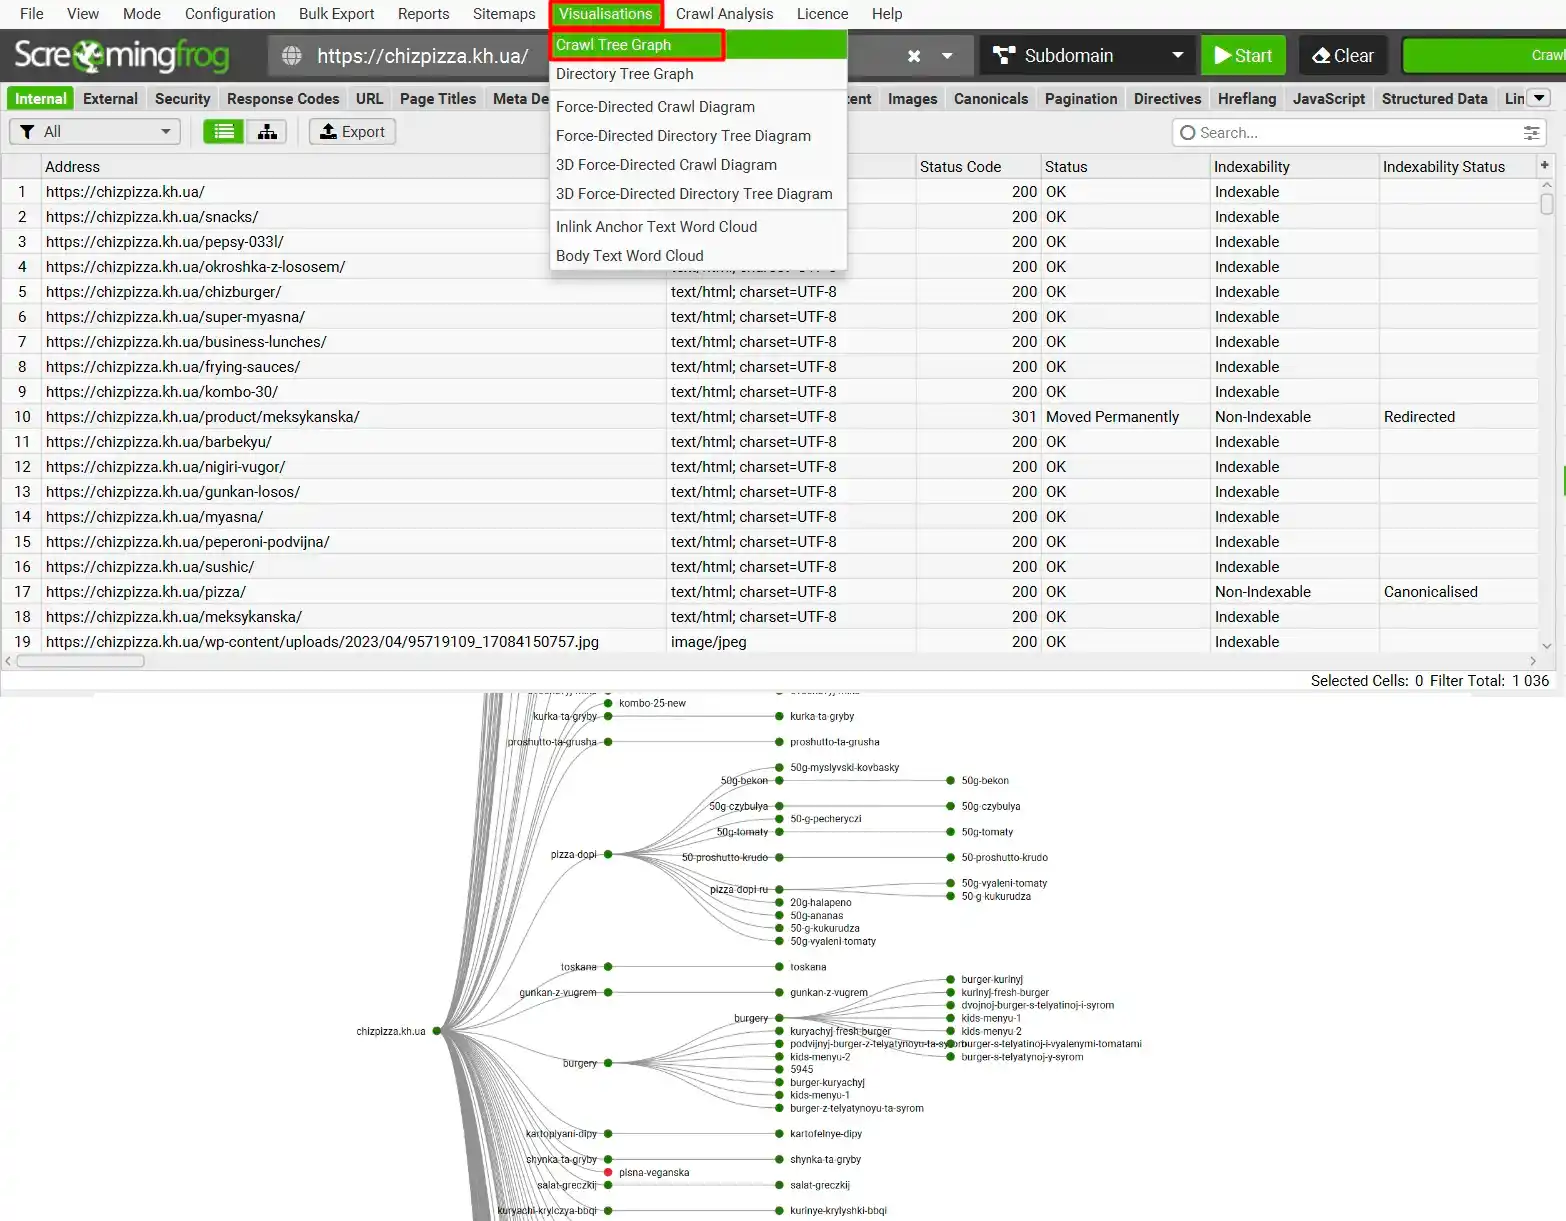 File View Mode Configuration Bulk Export Reports Sitemaps Visualisations Crawl Analysis Licence Help
Screamingfrog https://chizpizza.kh.ua/ Subdomain Start Clear Crawl
Crawl Tree Graph
Directory Tree Graph
Force-Directed Crawl Diagram
Force-Directed Directory Tree Diagram
3D Force-Directed Crawl Diagram
3D Force-Directed Directory Tree Diagram
Inlink Anchor Text Word Cloud
Body Text Word Cloud
Internal External Security Response Codes URL Page Titles Meta De ent Images Canonicals Pagination Directives Hreflang JavaScript Structured Data Lin
All Export Search...
Address Status Code Status Indexability Indexability Status +
1 https://chizpizza.kh.ua/ 200 OK Indexable
2 https://chizpizza.kh.ua/snacks/ 200 OK Indexable
3 https://chizpizza.kh.ua/pepsy-033l/ 200 OK Indexable
4 https://chizpizza.kh.ua/okroshka-z-lososem/ 200 OK Indexable
5 https://chizpizza.kh.ua/chizburger/ text/html; charset=UTF-8 200 OK Indexable
6 https://chizpizza.kh.ua/super-myasna/ text/html; charset=UTF-8 200 OK Indexable
7 https://chizpizza.kh.ua/business-lunches/ text/html; charset=UTF-8 200 OK Indexable
8 https://chizpizza.kh.ua/frying-sauces/ text/html; charset=UTF-8 200 OK Indexable
9 https://chizpizza.kh.ua/kombo-30/ text/html; charset=UTF-8 200 OK Indexable
10 https://chizpizza.kh.ua/product/meksykanska/ text/html; charset=UTF-8 301 Moved Permanently Non-Indexable Redirected
11 https://chizpizza.kh.ua/barbekyu/ text/html; charset=UTF-8 200 OK Indexable
12 https://chizpizza.kh.ua/nigiri-vugor/ text/html; charset=UTF-8 200 OK Indexable
13 https://chizpizza.kh.ua/gunkan-losos/ text/html; charset=UTF-8 200 OK Indexable
14 https://chizpizza.kh.ua/myasna/ text/html; charset=UTF-8 200 OK Indexable
15 https://chizpizza.kh.ua/peperoni-podvijna/ text/html; charset=UTF-8 200 OK Indexable
16 https://chizpizza.kh.ua/sushic/ text/html; charset=UTF-8 200 OK Indexable
17 https://chizpizza.kh.ua/pizza/ text/html; charset=UTF-8 200 OK Non-Indexable Canonicalised
18 https://chizpizza.kh.ua/meksykanska/ text/html; charset=UTF-8 200 OK Indexable
19 https://chizpizza.kh.ua/wp-content/uploads/2023/04/95719109_17084150757.jpg image/jpeg 200 OK Indexable
Selected Cells: 0 Filter Total: 1 036
kombo-25-new
kurka-ta-gryby kurka-ta-gryby
proshutto-ta-grusha proshutto-ta-grusha
50g-myslyvski-kovbasky
50g-bekon 50g-bekon
50g-czybulya 50g-czybulya
50-g-pecheryczi
50g-tomaty 50g-tomaty
pizza-dopi 50-proshutto-krudo 50-proshutto-krudo
50g-vyaleni-tomaty
pizza-dopi-ru 50-g-kukurudza
20g-halapeno
50g-ananas
50-g-kukurudza
50g-vyaleni-tomaty
toskana toskana
burger-kurinyj
gunkan-z-vugrem gunkan-z-vugrem kurinyj-fresh-burger
dvojnoj-burger-s-telyatinoj-i-syrom
burgery kids-menyu-1
chizpizza.kh.ua kuryachyj-fresh-burger kids-menyu-2
podvijnyj-burger-z-telyatynoyu-ta-syrom burger-s-telyatinoj-i-vyalenymi-tomatami
kids-menyu-2 burger-s-telyatynoj-y-syrom
burgery 5945
burger-kuryachyj
kids-menyu-1
burger-z-telyatynoyu-ta-syrom
kartoplyani-dipy kartofelnye-dipy
shynka-ta-gryby shynka-ta-gryby
pisna-veganska
salat-greczkij salat-greczkij
kuryachi-krylczya-bbqi kurinye-krylyshki-bbqi